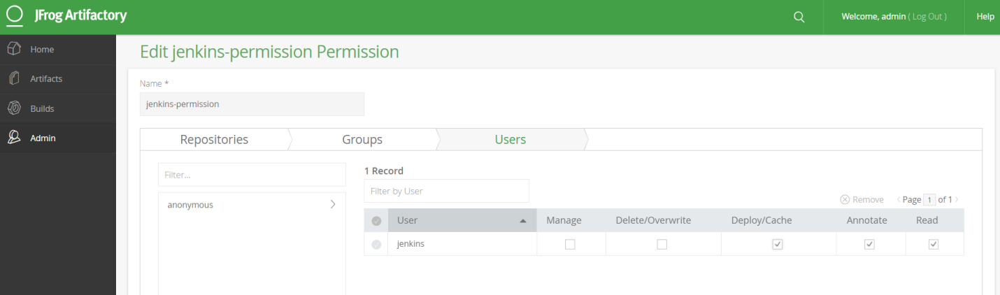 JFrog Artifactory
Welcome, admin ( Log Out )
Help
Home
Artifacts
Builds
Admin
Edit jenkins-permission Permission
Name *
jenkins-permission
Repositories
Groups
Users
Filter...
anonymous
1 Record
Filter by User
Remove
Page 1 of 1
User
Manage
Delete/Overwrite
Deploy/Cache
Annotate
Read
jenkins